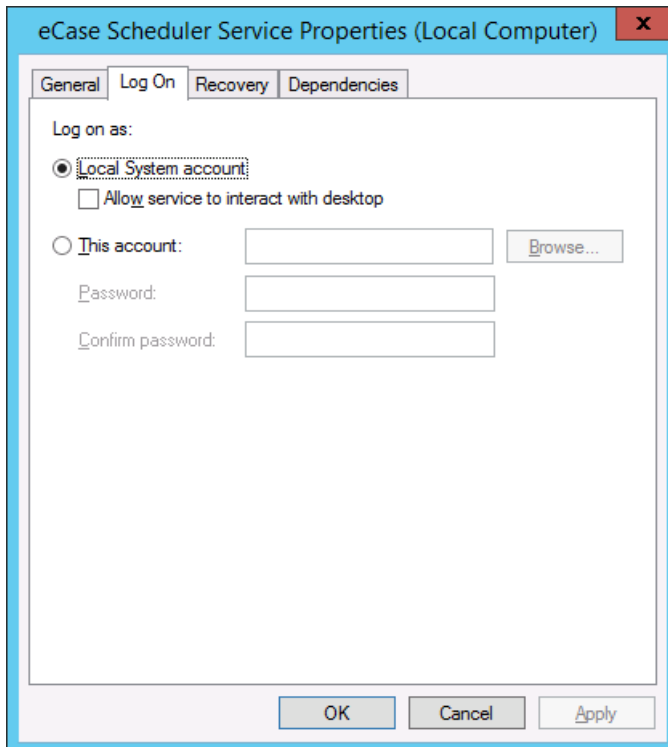 eCase Scheduler Service Properties (Local Computer) x
General Log On Recovery Dependencies
Log on as:
Local System account
Allow service to interact with desktop
This account: Browse...
Password:
Confirm password:
OK Cancel Apply